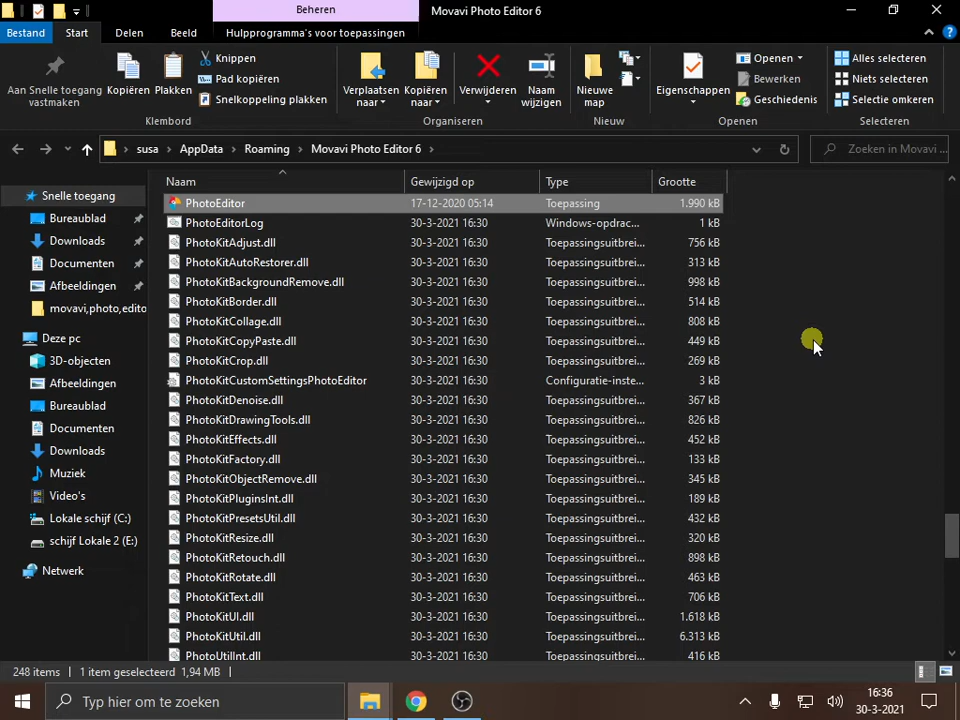 Beheren
Movavi Photo Editor 6
Bestand
Start
Delen
Beeld
Hulpprogramma's voor toepassingen
Aan Snelle toegang vastmaken
Kopiëren
Plakken
Knippen
Pad kopiëren
Snelkoppeling plakken
Klembord
Verplaatsen naar
Kopiëren naar
Verwijderen
Naam wijzigen
Organiseren
Nieuwe map
Nieuw
Eigenschappen
Openen
Bewerken
Geschiedenis
Openen
Alles selecteren
Niets selecteren
Selectie omkeren
Selecteren
susa
AppData
Roaming
Movavi Photo Editor 6
Zoeken in Movavi ...
Snelle toegang
Bureaublad
Downloads
Documenten
Afbeeldingen
movavi,photo,edito
Deze pc
3D-objecten
Afbeeldingen
Bureaublad
Documenten
Downloads
Muziek
Video's
Lokale schijf (C:)
schijf Lokale 2 (E:)
Netwerk
Naam Gewijzigd op Type Grootte
PhotoEditor 17-12-2020 05:14 Toepassing 1.990 kB
PhotoEditorLog 30-3-2021 16:30 Windows-opdrac... 1 kB
PhotoKitAdjust.dll 30-3-2021 16:30 Toepassingsuitbrei... 756 kB
PhotoKitAutoRestorer.dll 30-3-2021 16:30 Toepassingsuitbrei... 313 kB
PhotoKitBackgroundRemove.dll 30-3-2021 16:30 Toepassingsuitbrei... 998 kB
PhotoKitBorder.dll 30-3-2021 16:30 Toepassingsuitbrei... 514 kB
PhotoKitCollage.dll 30-3-2021 16:30 Toepassingsuitbrei... 808 kB
PhotoKitCopyPaste.dll 30-3-2021 16:30 Toepassingsuitbrei... 449 kB
PhotoKitCrop.dll 30-3-2021 16:30 Toepassingsuitbrei... 269 kB
PhotoKitCustomSettingsPhotoEditor 30-3-2021 16:30 Configuratie-inste... 3 kB
PhotoKitDenoise.dll 30-3-2021 16:30 Toepassingsuitbrei... 367 kB
PhotoKitDrawingTools.dll 30-3-2021 16:30 Toepassingsuitbrei... 826 kB
PhotoKitEffects.dll 30-3-2021 16:30 Toepassingsuitbrei... 452 kB
PhotoKitFactory.dll 30-3-2021 16:30 Toepassingsuitbrei... 133 kB
PhotoKitObjectRemove.dll 30-3-2021 16:30 Toepassingsuitbrei... 345 kB
PhotoKitPluginsInt.dll 30-3-2021 16:30 Toepassingsuitbrei... 189 kB
PhotoKitPresetsUtil.dll 30-3-2021 16:30 Toepassingsuitbrei... 432 kB
PhotoKitResize.dll 30-3-2021 16:30 Toepassingsuitbrei... 320 kB
PhotoKitRetouch.dll 30-3-2021 16:30 Toepassingsuitbrei... 898 kB
PhotoKitRotate.dll 30-3-2021 16:30 Toepassingsuitbrei... 463 kB
PhotoKitText.dll 30-3-2021 16:30 Toepassingsuitbrei... 706 kB
PhotoKitUI.dll 30-3-2021 16:30 Toepassingsuitbrei... 1.618 kB
PhotoKitUtil.dll 30-3-2021 16:30 Toepassingsuitbrei... 6.313 kB
PhotoUtilInt.dll 30-3-2021 16:30 Toepassingsuitbrei... 416 kB
248 items
1 item geselecteerd 1,94 MB
Typ hier om te zoeken
16:36
30-3-2021